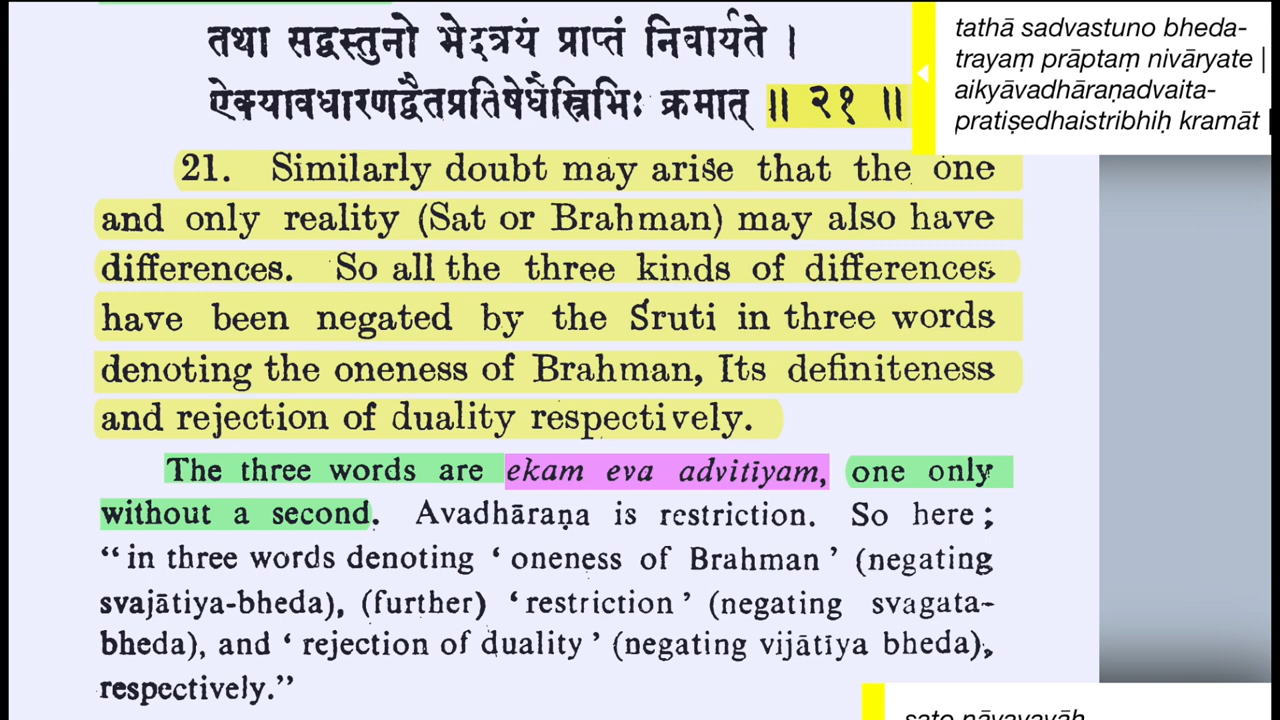 तथा सद्वस्तुनो भेदत्रयं प्राप्तं निवार्यते ।
ऐक्यावधारणद्वैतप्रतिषेधैस्त्रिभिः क्रमात् ॥ २१ ॥
tathā sadvastuno bheda-
trayaṃ prāptaṃ nivāryate |
aikyāvadhāraṇadvaita-
pratiṣedhaistribhiḥ kramāt |
21. Similarly doubt may arise that the one
and only reality (Sat or Brahman) may also have
differences. So all the three kinds of differences
have been negated by the Śruti in three words
denoting the oneness of Brahman, Its definiteness
and rejection of duality respectively.
The three words are ekam eva advitīyam, one only
without a second. Avadhāraṇa is restriction. So here ;
“ in three words denoting ‘ oneness of Brahman ’ (negating
svajātiya-bheda), (further) ‘ restriction ’ (negating svagata-
bheda), and ‘ rejection of duality ’ (negating vijātīya bheda),
respectively.”
sato nāvayavāḥ